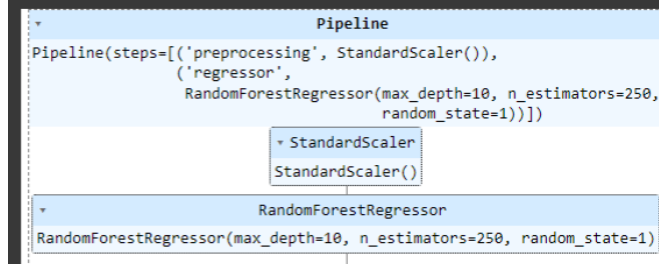 Pipeline
Pipeline(steps=[('preprocessing', StandardScaler()),
('regressor',
RandomForestRegressor(max_depth=10, n_estimators=250,
random_state=1))])
StandardScaler
StandardScaler()
RandomForestRegressor
RandomForestRegressor(max_depth=10, n_estimators=250, random_state=1)